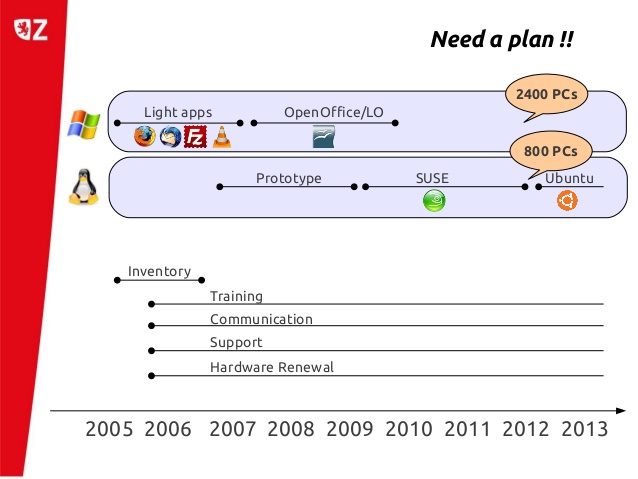 Z
Need a plan !!
2400 PCs
Light apps
OpenOffice/LO
800 PCs
Prototype
SUSE
Ubuntu
Inventory
Training
Communication
Support
Hardware Renewal
2005 2006 2007 2008 2009 2010 2011 2012 2013